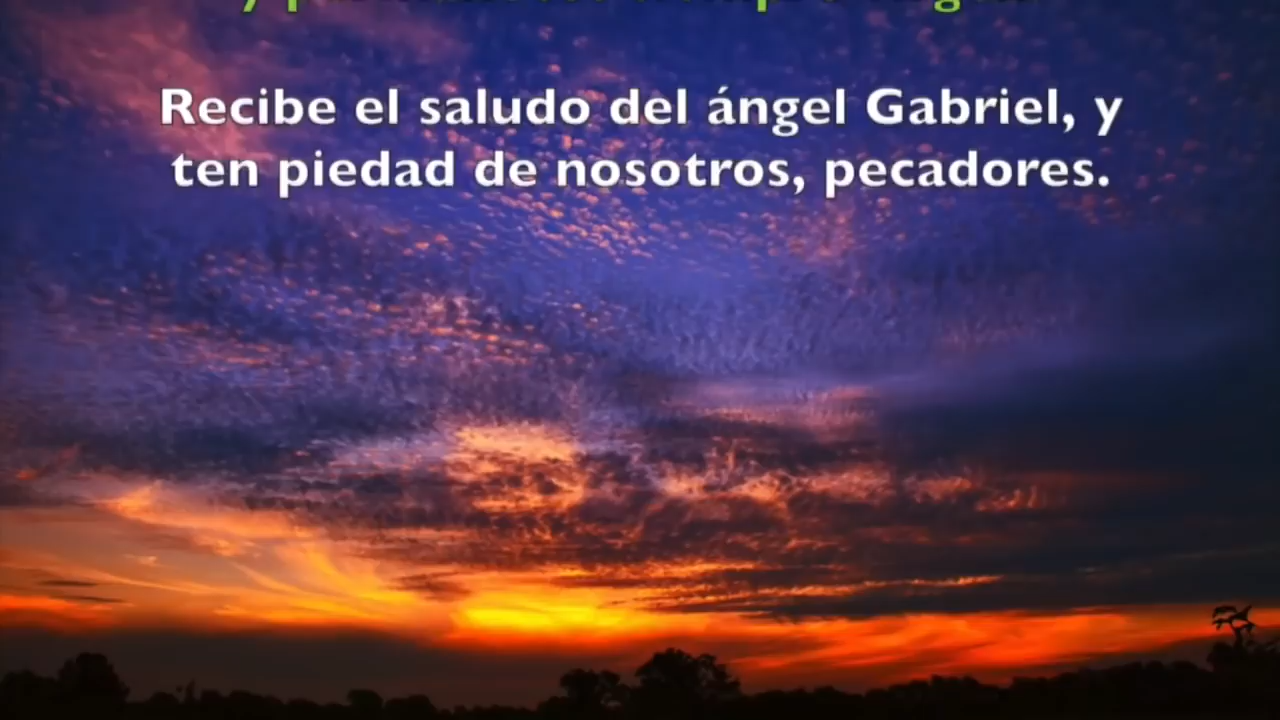 Recibe el saludo del ángel Gabriel, y
ten piedad de nosotros, pecadores.